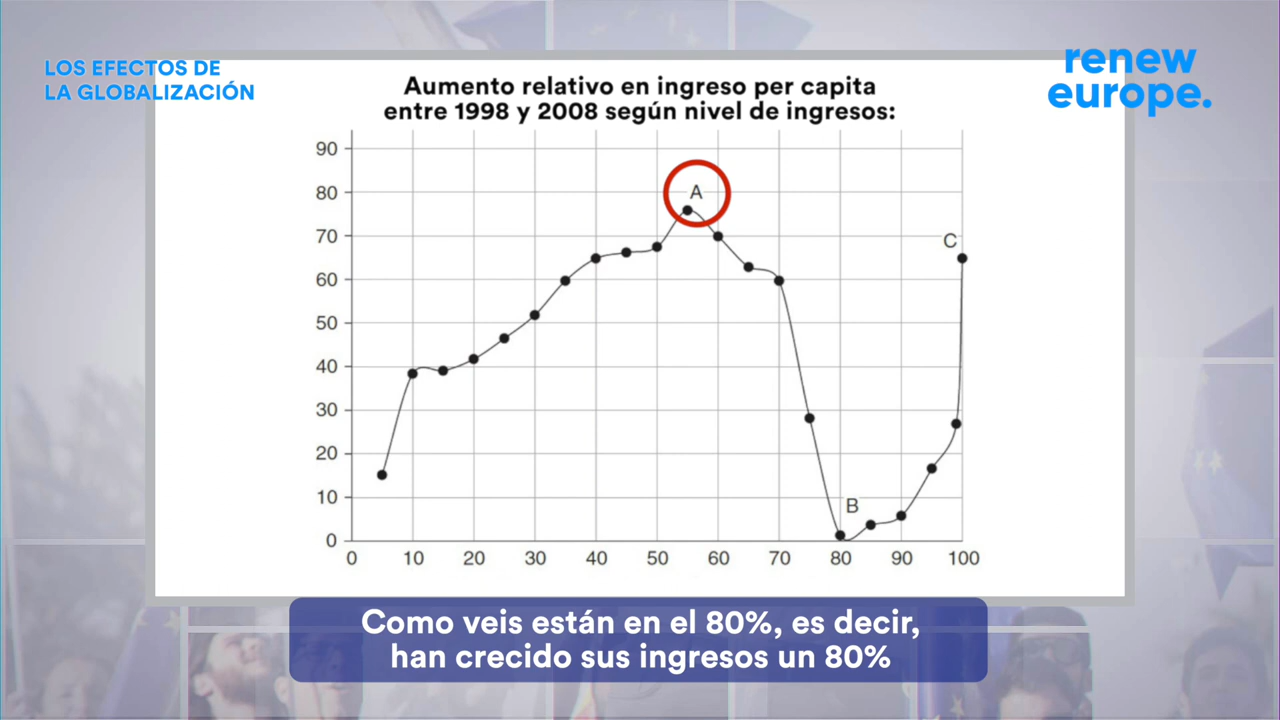 LOS EFECTOS DE
LA GLOBALIZACIÓN
renew
europe.
Aumento relativo en ingreso per capita
entre 1998 y 2008 según nivel de ingresos:
90
80
70
60
50
40
30
20
10
0
A
B
C
0 10 20 30 40 50 60 70 80 90 100
Como veis están en el 80%, es decir,
han crecido sus ingresos un 80%